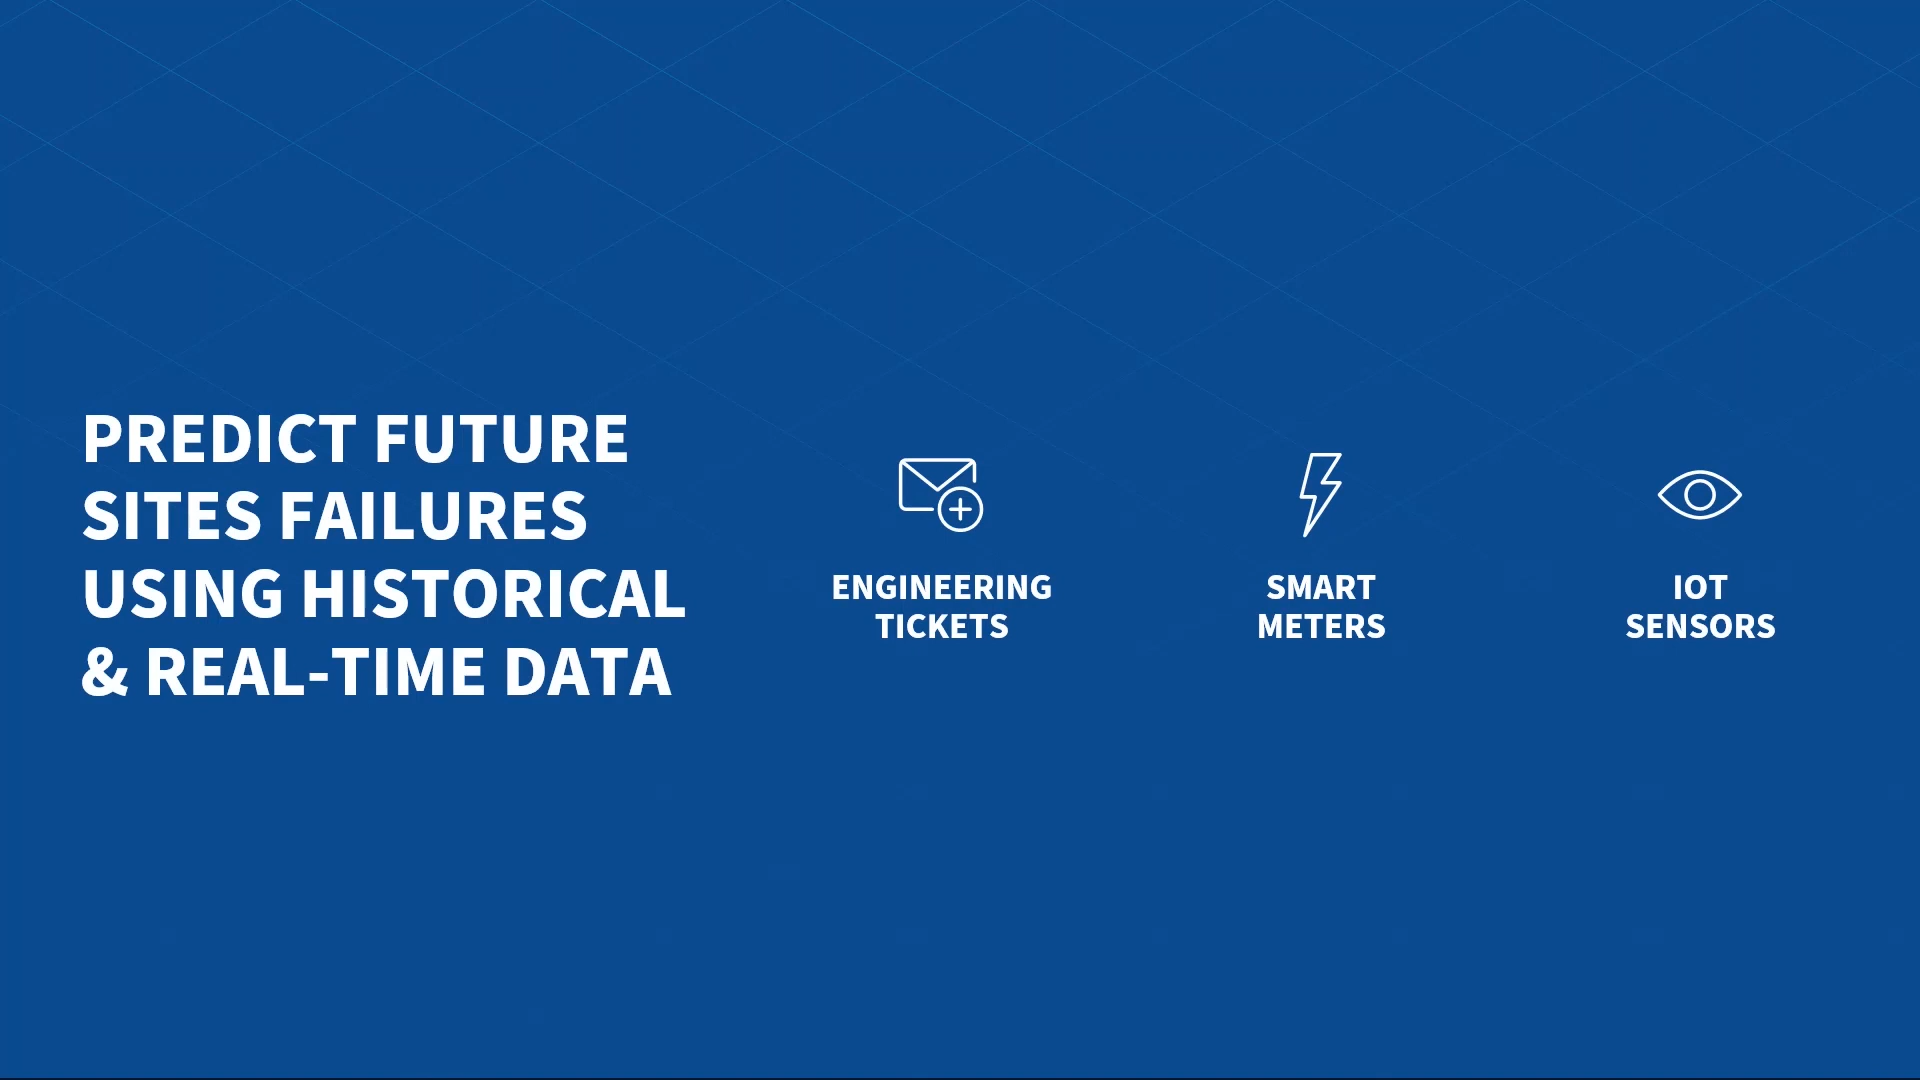 PREDICT FUTURE
SITES FAILURES
USING HISTORICAL
& REAL-TIME DATA
ENGINEERING
TICKETS
SMART
METERS
IOT
SENSORS